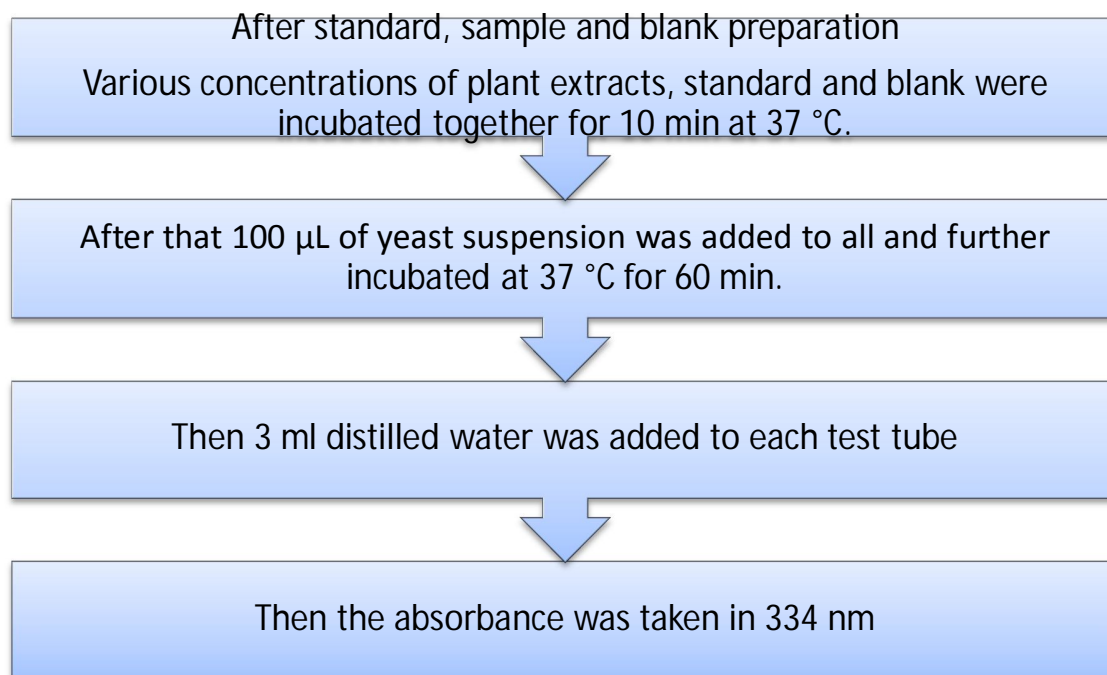 After standard, sample and blank preparation
Various concentrations of plant extracts, standard and blank were
incubated together for 10 min at 37 °C.
After that 100 µL of yeast suspension was added to all and further
incubated at 37 °C for 60 min.
Then 3 ml distilled water was added to each test tube
Then the absorbance was taken in 334 nm